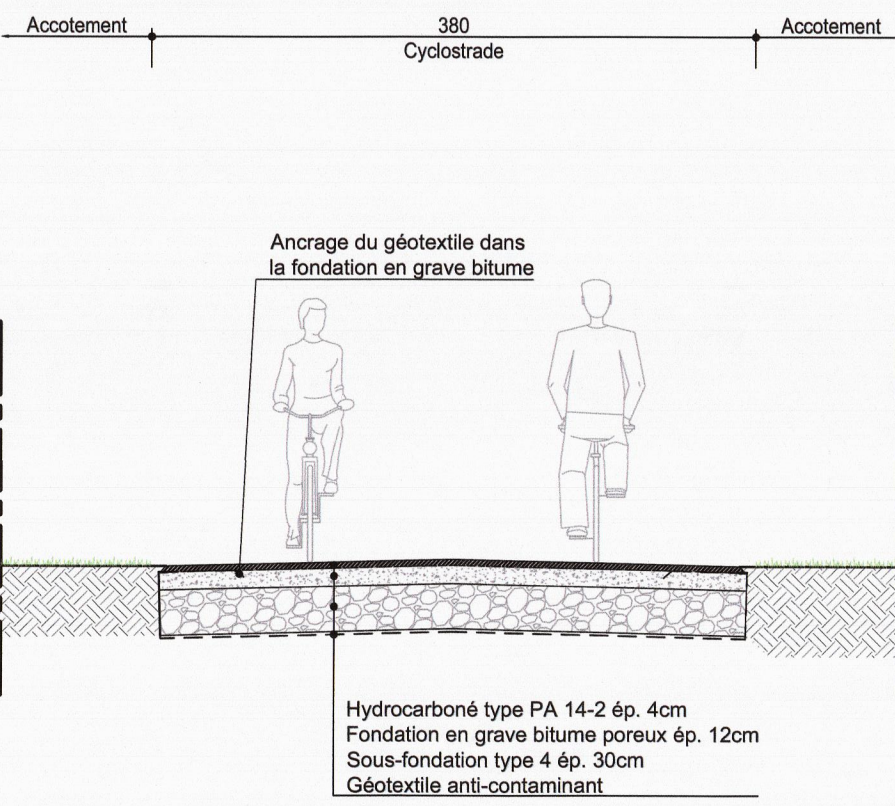 Accotement
380
Accotement
Cyclostrade
Ancrage du géotextile dans
la fondation en grave bitume
Hydrocarboné type PA 14-2 ép. 4cm
Fondation en grave bitume poreux ép. 12cm
Sous-fondation type 4 ép. 30cm
Géotextile anti-contaminant